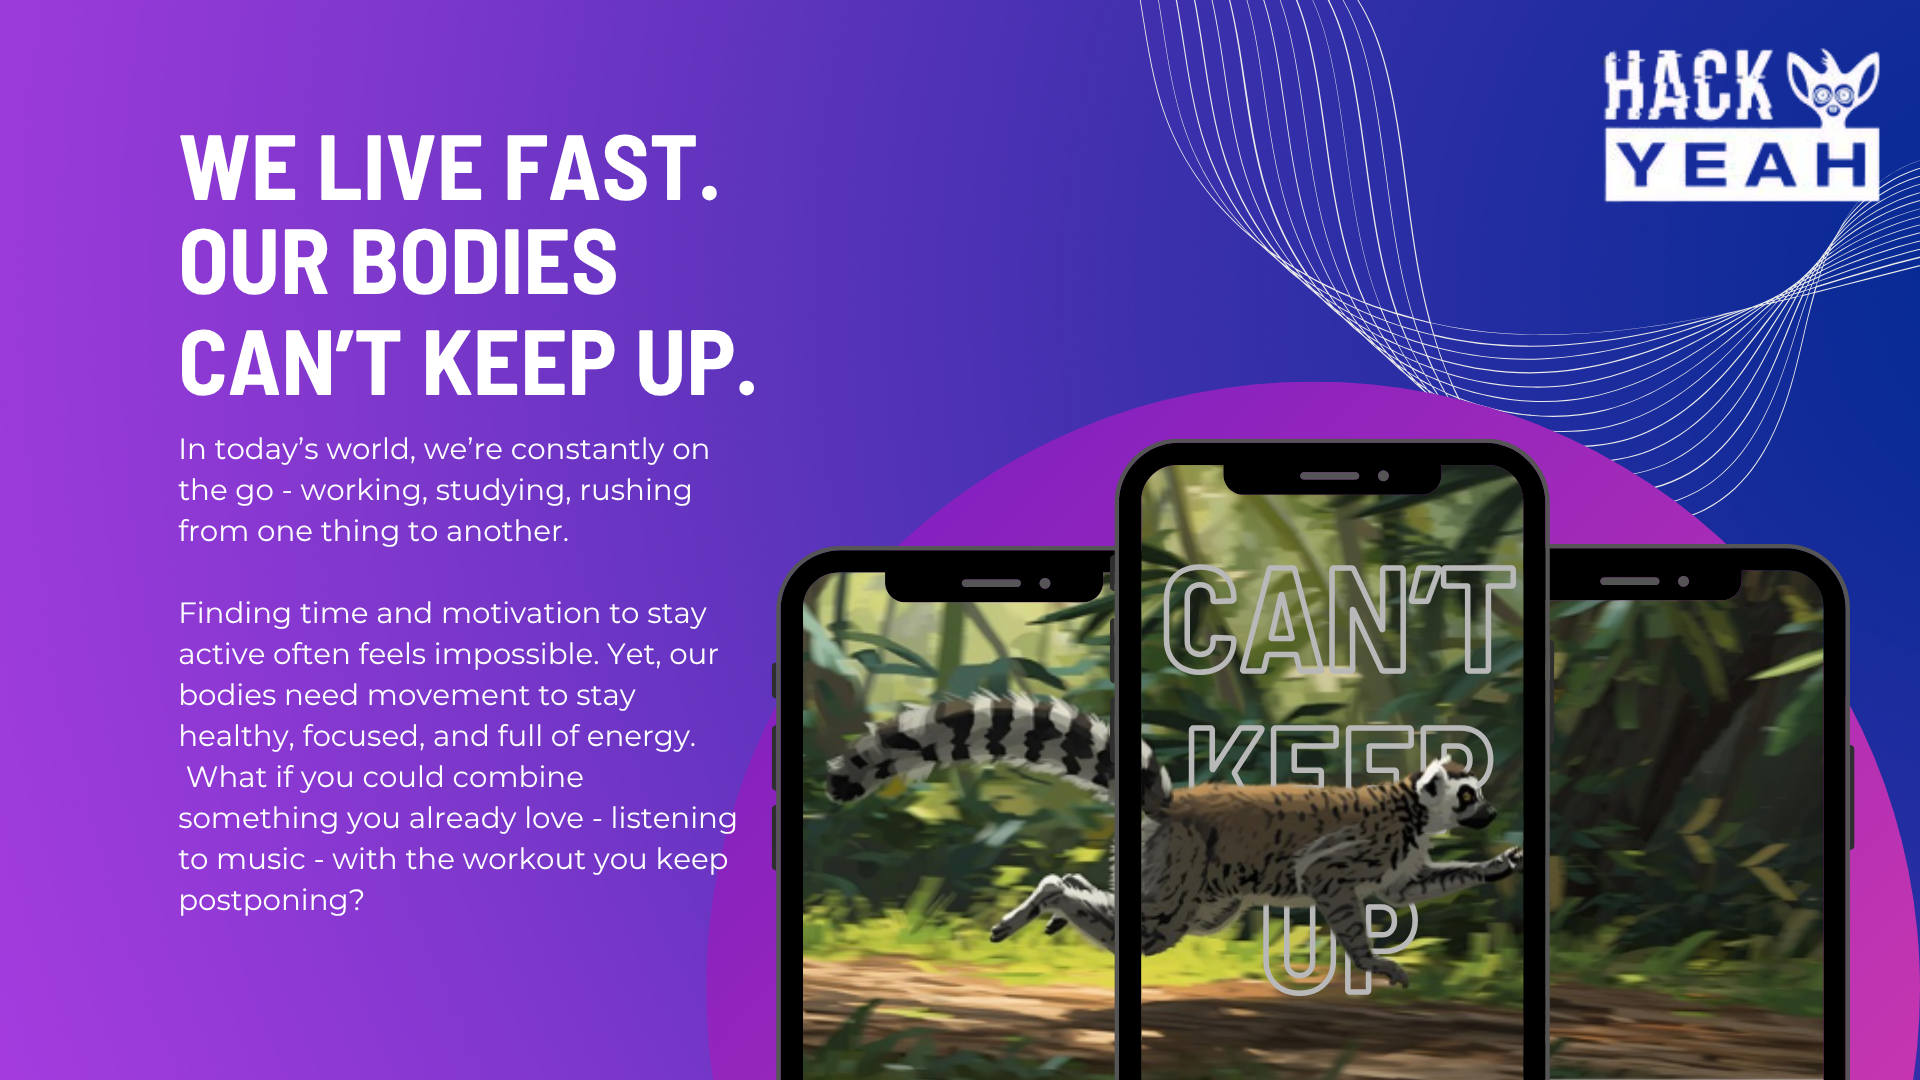 WE LIVE FAST.
OUR BODIES
CAN'T KEEP UP.
In today's world, we're constantly on
the go - working, studying, rushing
from one thing to another.
Finding time and motivation to stay
active often feels impossible. Yet, our
bodies need movement to stay
healthy, focused, and full of energy.
What if you could combine
something you already love - listening
to music - with the workout you keep
postponing?
HACK
YEAH
CAN'T
KEEP
UP